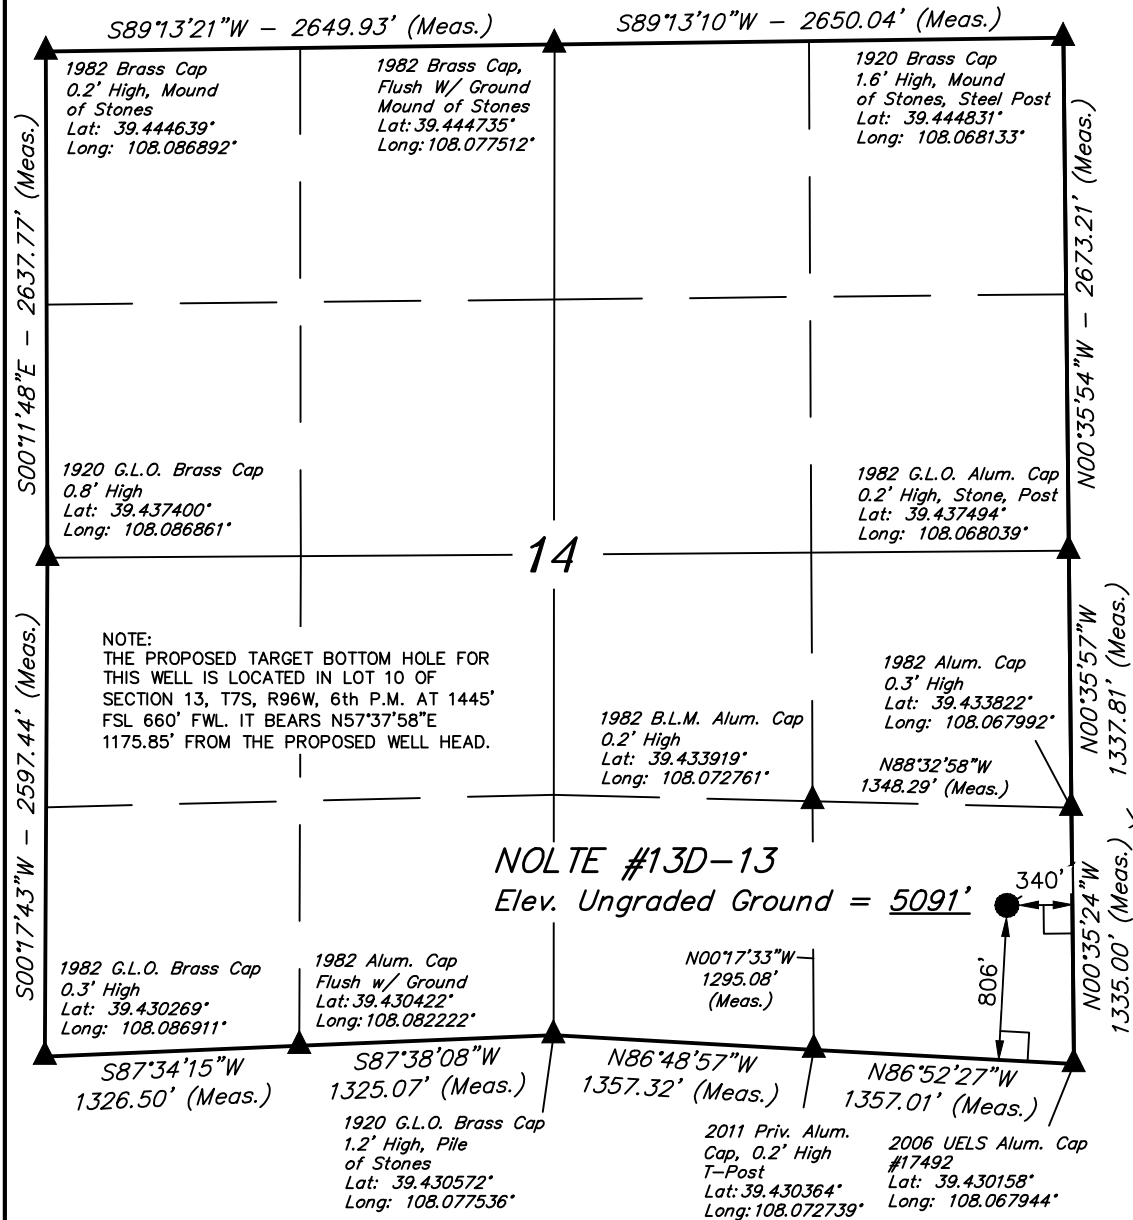 S89°13'21"W - 2649.93' (Meas.)
S89°13'10"W - 2650.04' (Meas.)
1982 Brass Cap
0.2' High, Mound
of Stones
Lat: 39.444639°
Long: 108.086892°
1982 Brass Cap,
Flush W/ Ground
Mound of Stones
Lat: 39.444735°
Long: 108.077512°
1920 Brass Cap
1.6' High, Mound
of Stones, Steel Post
Lat: 39.444831°
Long: 108.068133°
S00°11'48"E - 2637.77' (Meas.)
N00°35'54"W - 2673.21' (Meas.)
1920 G.L.O. Brass Cap
0.8' High
Lat: 39.437400°
Long: 108.086861°
1982 G.L.O. Alum. Cap
0.2' High, Stone, Post
Lat: 39.437494°
Long: 108.068039°
14
S00°17'43"W - 2597.44' (Meas.)
NOTE:
THE PROPOSED TARGET BOTTOM HOLE FOR
THIS WELL IS LOCATED IN LOT 10 OF
SECTION 13, T7S, R96W, 6th P.M. AT 1445'
FSL 660' FWL. IT BEARS N57°37'58"E
1175.85' FROM THE PROPOSED WELL HEAD.
1982 B.L.M. Alum. Cap
0.2' High
Lat: 39.433919°
Long: 108.072761°
1982 Alum. Cap
0.3' High
Lat: 39.433822°
Long: 108.067992°
N88°32'58"W
1348.29' (Meas.)
N00°35'57"W
1337.81' (Meas.)
NOLTE #13D-13
Elev. Ungraded Ground = 5091'
340'
806'
N00°35'24"W
1335.00' (Meas.)
N00°17'33"W
1295.08'
(Meas.)
1982 G.L.O. Brass Cap
0.3' High
Lat: 39.430269°
Long: 108.086911°
1982 Alum. Cap
Flush w/ Ground
Lat: 39.430422°
Long: 108.082222°
S87°34'15"W
1326.50' (Meas.)
S87°38'08"W
1325.07' (Meas.)
N86°48'57"W
1357.32' (Meas.)
N86°52'27"W
1357.01' (Meas.)
1920 G.L.O. Brass Cap
1.2' High, Pile
of Stones
Lat: 39.430572°
Long: 108.077536°
2011 Priv. Alum.
Cap, 0.2' High
T-Post
Lat: 39.430364°
Long: 108.072739°
2006 UELS Alum. Cap
#17492
Lat: 39.430158°
Long: 108.067944°